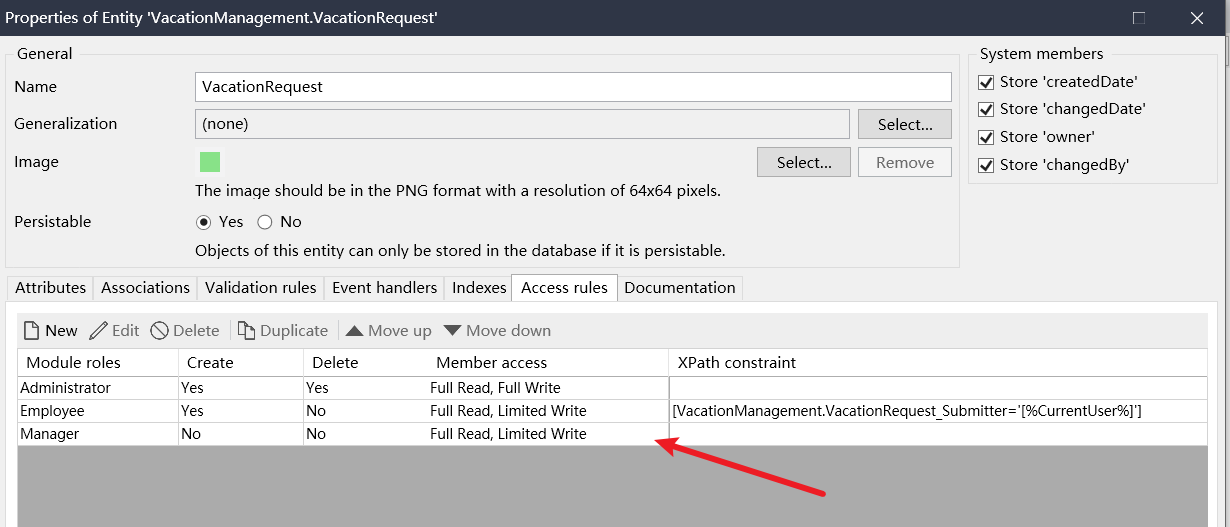 Properties of Entity 'VacationManagement.VacationRequest'
General
Name VacationRequest
Generalization (none) Select...
Image Select... Remove
The image should be in the PNG format with a resolution of 64x64 pixels.
Persistable Yes No
Objects of this entity can only be stored in the database if it is persistable.
System members
Store 'createdDate'
Store 'changedDate'
Store 'owner'
Store 'changedBy'
Attributes Associations Validation rules Event handlers Indexes Access rules Documentation
New Edit Delete Duplicate Move up Move down
Module roles Create Delete Member access XPath constraint
Administrator Yes Yes Full Read, Full Write
Employee Yes No Full Read, Limited Write [VacationManagement.VacationRequest_Submitter='[%CurrentUser%]']
Manager No No Full Read, Limited Write